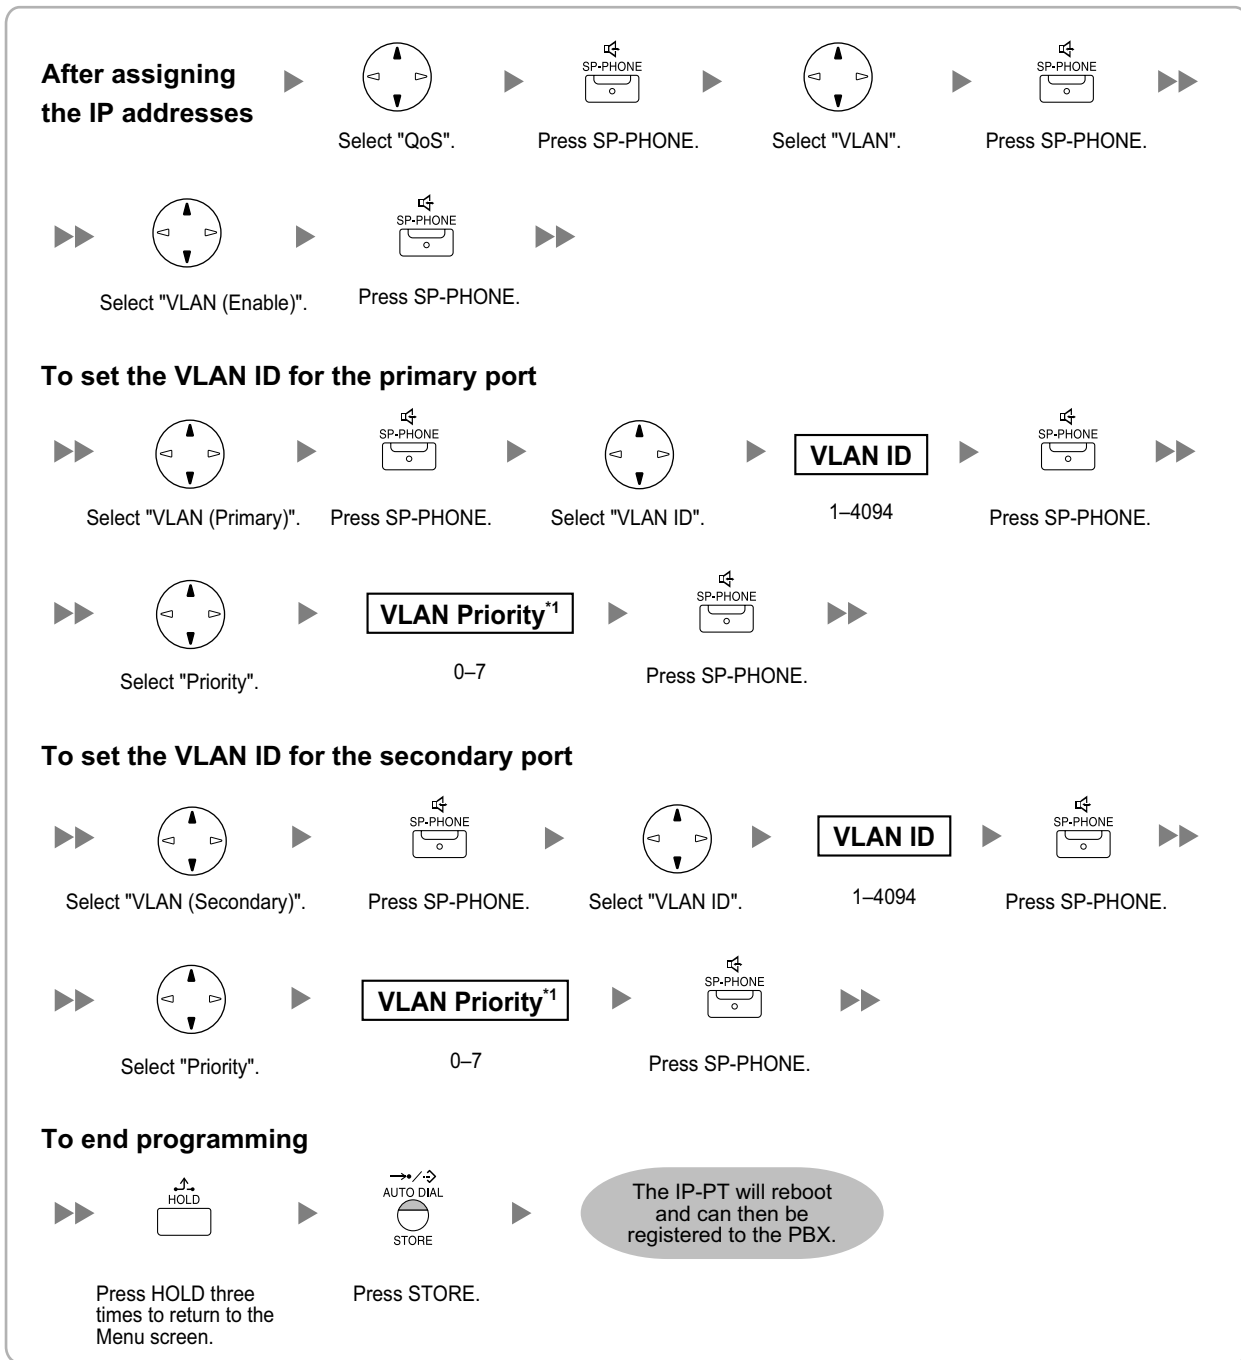 After assigning
the IP addresses
SP-PHONE
SP-PHONE
Select "QoS".
Press SP-PHONE.
Select "VLAN".
Press SP-PHONE.
SP-PHONE
Select "VLAN (Enable)".
Press SP-PHONE.
To set the VLAN ID for the primary port
SP-PHONE
VLAN ID
SP-PHONE
Select "VLAN (Primary)".
Press SP-PHONE.
Select "VLAN ID".
1–4094
Press SP-PHONE.
VLAN Priority*1
SP-PHONE
Select "Priority".
0–7
Press SP-PHONE.
To set the VLAN ID for the secondary port
SP-PHONE
VLAN ID
SP-PHONE
Select "VLAN (Secondary)".
Press SP-PHONE.
Select "VLAN ID".
1–4094
Press SP-PHONE.
VLAN Priority*1
SP-PHONE
Select "Priority".
0–7
Press SP-PHONE.
To end programming
HOLD
AUTO DIAL
STORE
The IP-PT will reboot
and can then be
registered to the PBX.
Press HOLD three
times to return to the
Menu screen.
Press STORE.